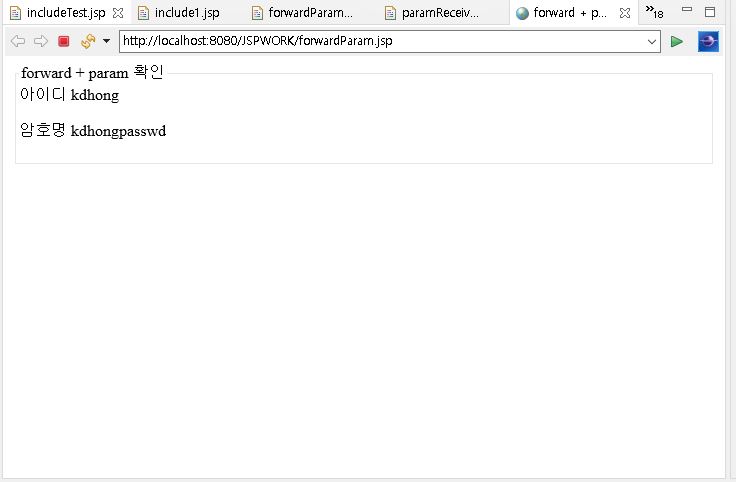 includeTest.jsp include1.jsp forwardParam... paramReceiv... forward + p... »18
http://localhost:8080/JSPWORK/forwardParam.jsp
forward + param 확인
아이디 kdhong
암호명 kdhongpasswd